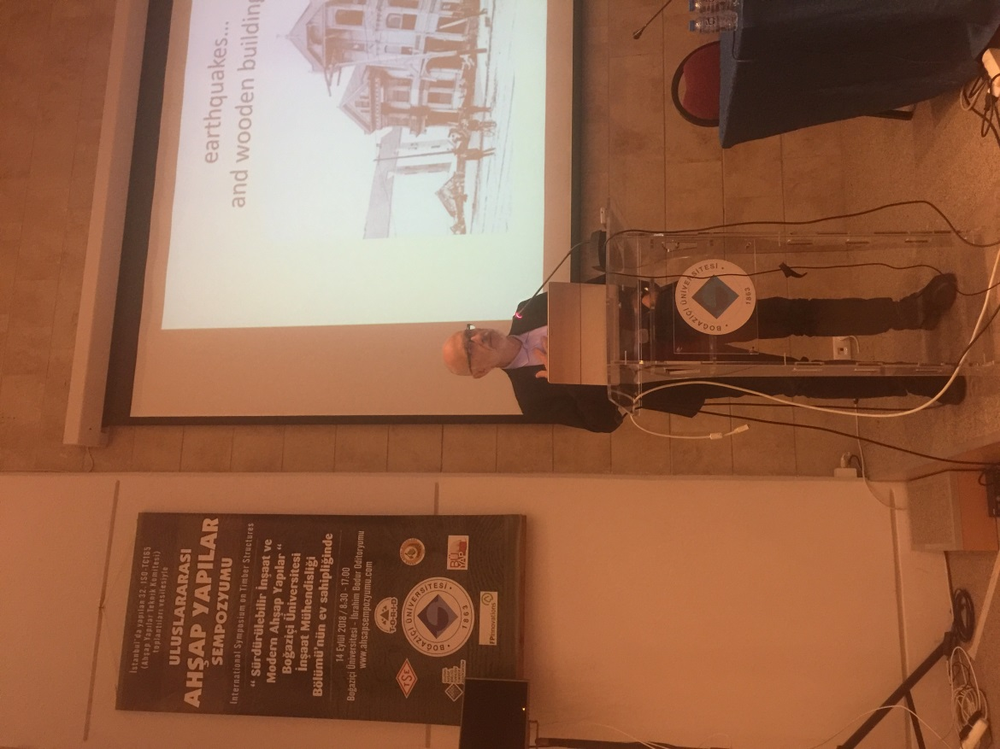 earthquakes...
and wooden building
İstanbul'da yapılan 32. ISO-TC165
(Ahşap Yapılar Teknik Komitesi)
toplantıları vesilesiyle
ULUSLARARASI
AHŞAP YAPILAR
SEMPOZYUMU
International Symposium on Timber Structures
“ Sürdürülebilir İnşaat ve
Modern Ahşap Yapılar “
Boğaziçi Üniversitesi
İnşaat Mühendisliği
Bölümü'nün ev sahipliğinde
14 Eylül 2018 / 8.30 - 17.00
Boğaziçi Üniversitesi - İbrahim Bodur Oditoryumu
www.ahsapsempozyumu.com
TSE
BOĞAZİÇİ ÜNİVERSİTESİ
1863
FPInnovations
BOĞAZİÇİ ÜNİVERSİTESİ
1863